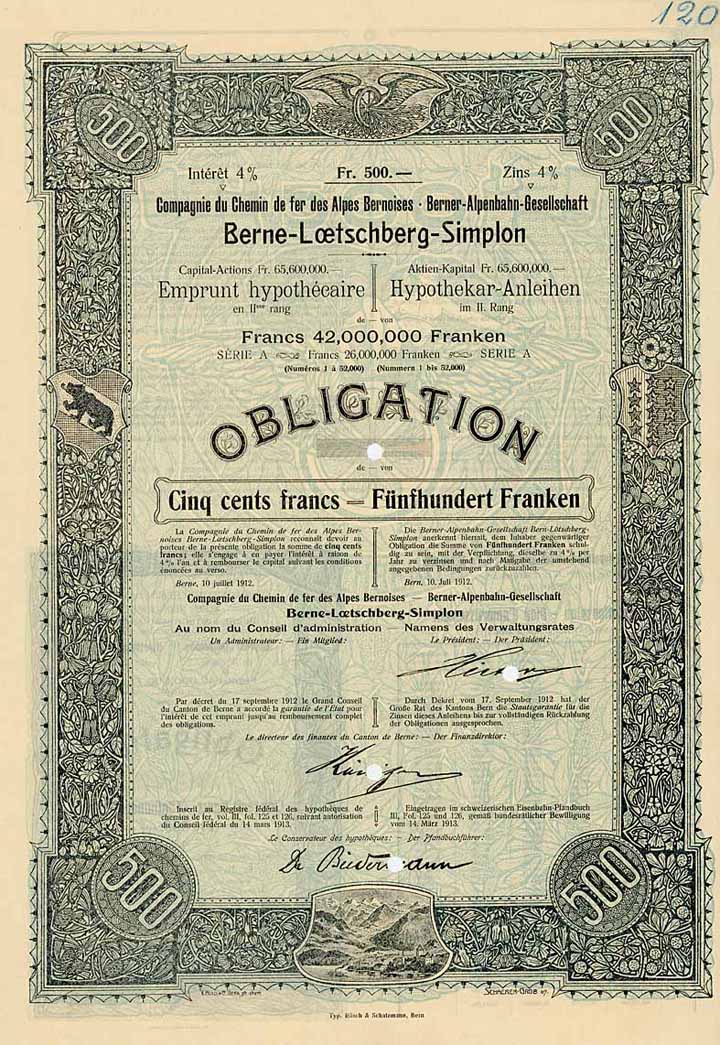 120
500
500
Intérêt 4%
Fr. 500.—
Zins 4%
Compagnie du Chemin de fer des Alpes Bernoises - Berner-Alpenbahn-Gesellschaft
Berne-Lœtschberg-Simplon
Capital-Actions Fr. 65,600,000.—
Emprunt hypothécaire
en IIme rang
Aktien-Kapital Fr. 65,600,000.—
Hypothekar-Anleihen
im II. Rang
de — von
Francs 42,000,000 Franken
SÉRIE A Francs 26,000,000 Franken SERIE A
(Numéros 1 à 52,000) (Nummern 1 bis 52,000)
OBLIGATION
de — von
Cinq cents francs — Fünfhundert Franken
La Compagnie du Chemin de fer des Alpes Ber-
noises Berne-Lœtschberg-Simplon reconnaît devoir au
porteur de la présente obligation la somme de cinq cents
francs; elle s'engage à en payer l'intérêt à raison de
4% l'an et à rembourser le capital suivant les conditions
énoncées au verso.
Berne, 10 juillet 1912.
Die Berner-Alpenbahn-Gesellschaft Bern-Lötschberg-
Simplon anerkennt hiermit, dem Inhaber gegenwärtiger
Obligation die Summe von Fünfhundert Franken schul-
dig zu sein, mit der Verpflichtung, dieselbe zu 4% per
Jahr zu verzinsen und nach Maßgabe der umstehend
angegebenen Bedingungen zurückzuzahlen.
Bern, 10. Juli 1912.
Compagnie du Chemin de fer des Alpes Bernoises — Berner-Alpenbahn-Gesellschaft
Berne-Lœtschberg-Simplon
Au nom du Conseil d'administration — Namens des Verwaltungsrates
Un Administrateur: — Ein Mitglied:
Le Président: — Der Präsident:
Par décret du 17 septembre 1912 le Grand Conseil
du Canton de Berne a accordé la garantie de l'Etat pour
l'intérêt de cet emprunt jusqu'au remboursement complet
des obligations.
Durch Dekret vom 17. September 1912 hat der
Große Rat des Kantons Bern die Staatsgarantie für die
Zinsen dieses Anleihens bis zur vollständigen Rückzahlung
der Obligationen ausgesprochen.
Le directeur des finances du Canton de Berne: — Der Finanzdirektor:
Inscrit au Registre fédéral des hypothèques de
chemins de fer, vol. III, fol. 125 et 126, suivant autorisation
du Conseil fédéral du 14 mars 1913.
Eingetragen im schweizerischen Eisenbahn-Pfandbuch
III, Fol. 125 und 126, gemäß bundesrätlicher Bewilligung
vom 14. März 1913.
Le Conservateur des hypothèques: — Der Pfandbuchführer:
Dr Biedermann
500
500
Typ. Rösch & Schatzmann, Bern